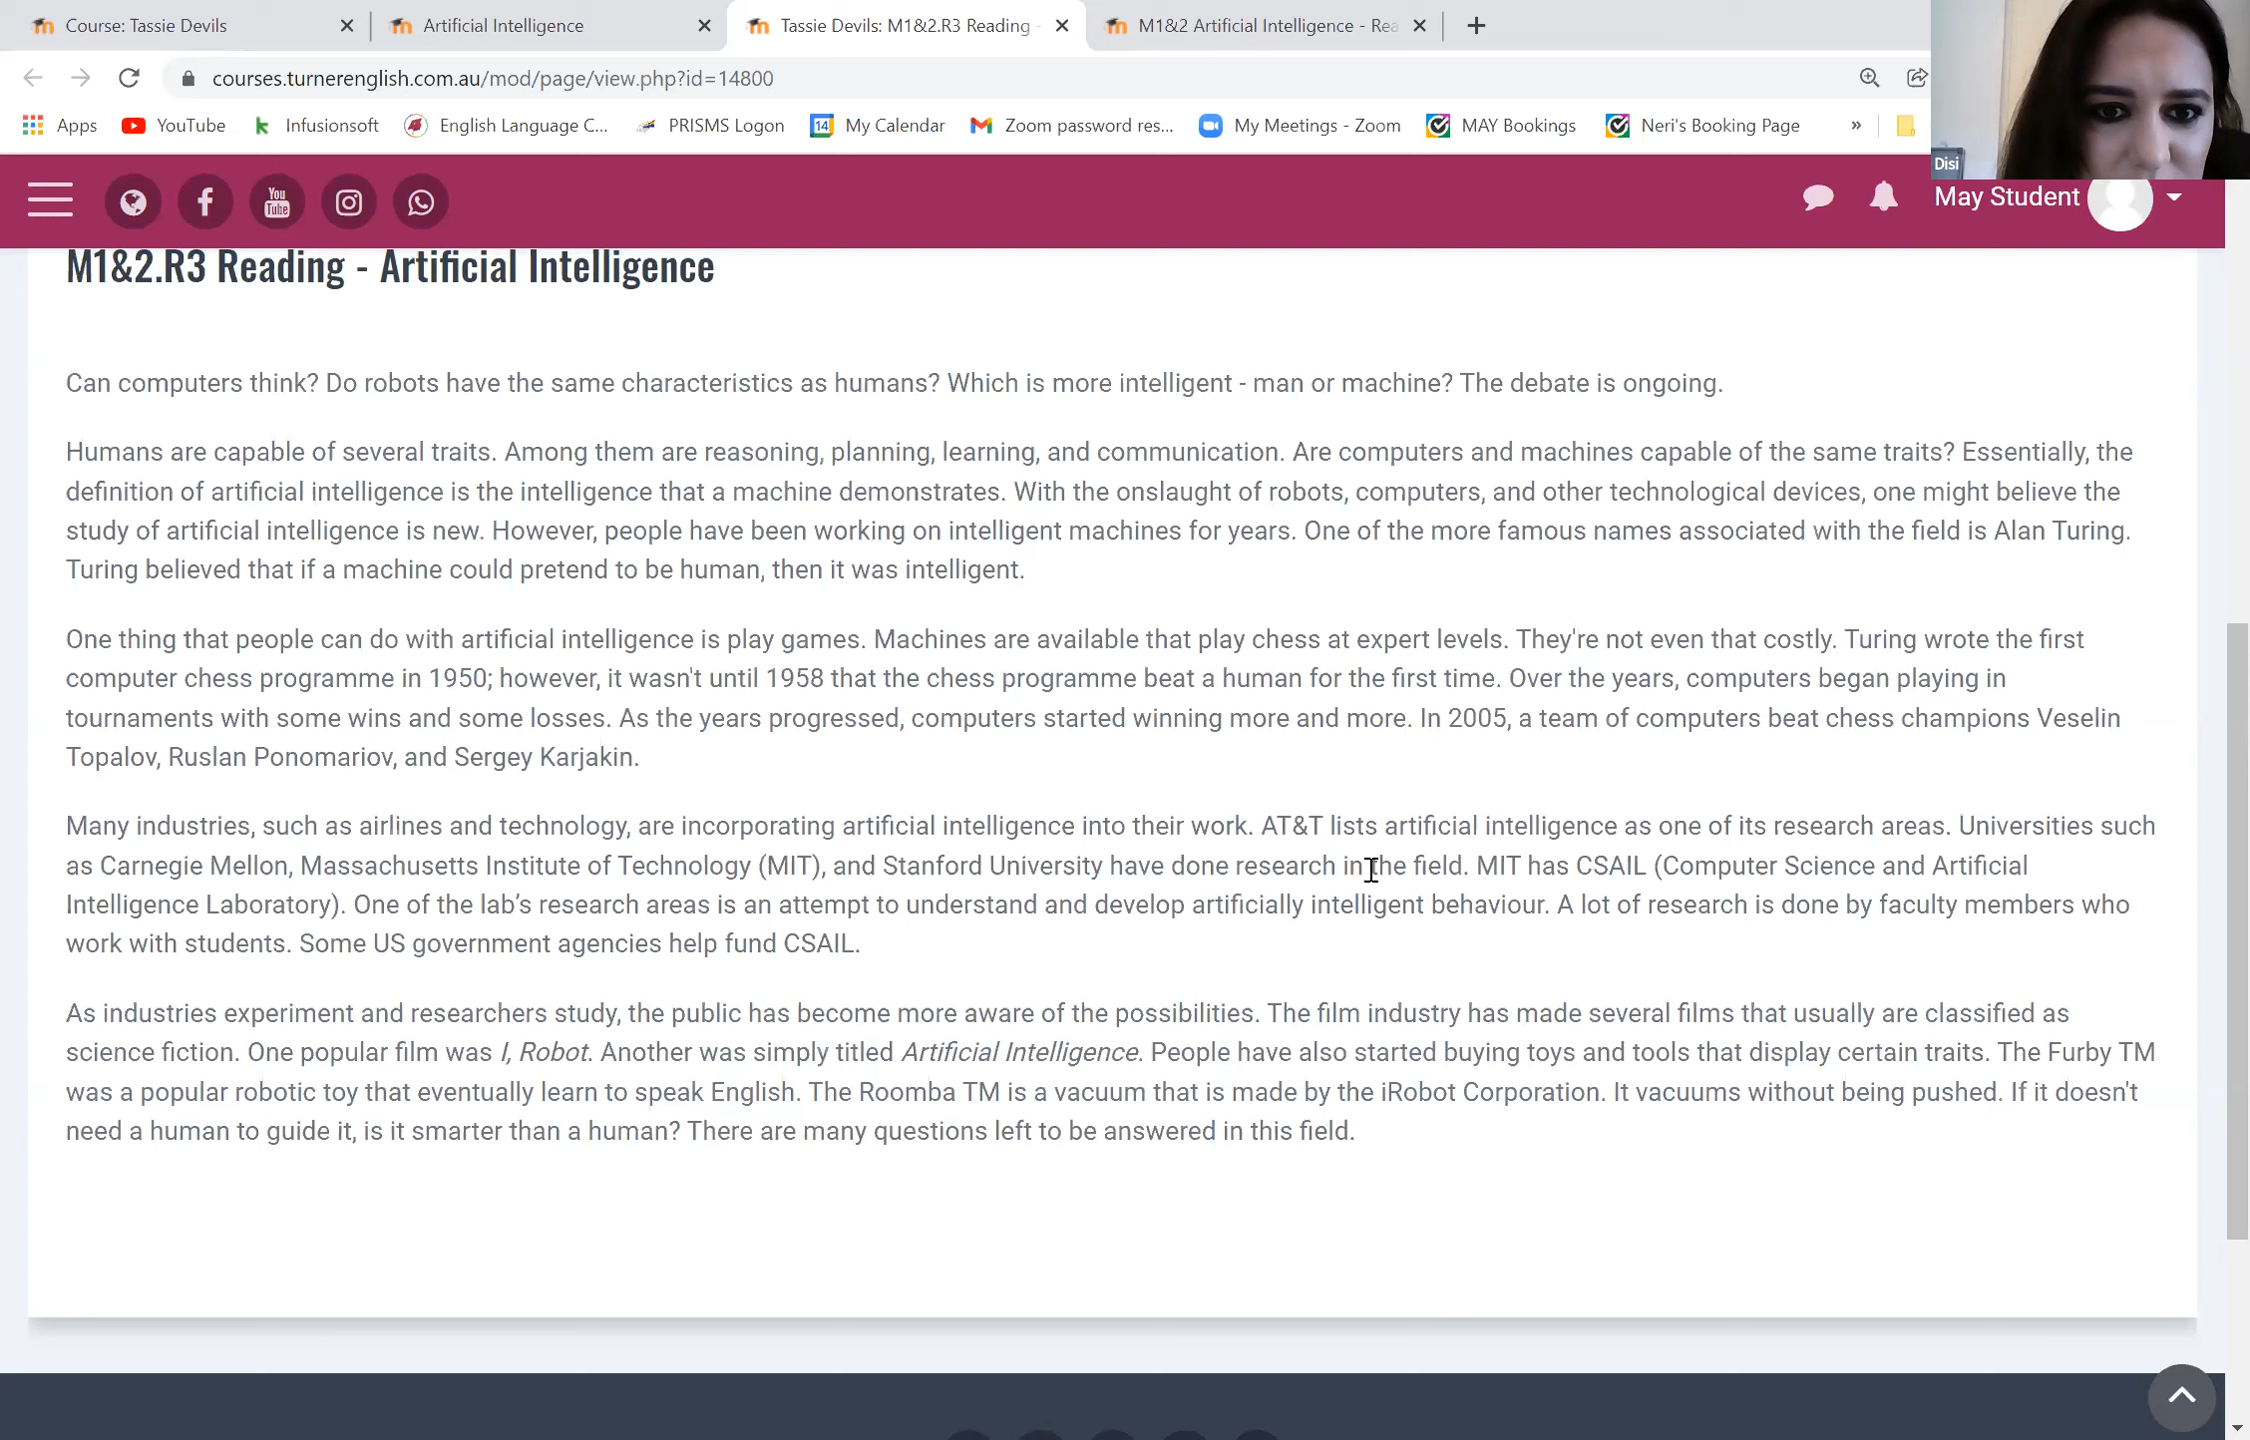 Course: Tassie Devils
Artificial Intelligence
Tassie Devils: M1&2.R3 Reading -
M1&2 Artificial Intelligence - Rea
courses.turnerenglish.com.au/mod/page/view.php?id=14800
Apps
YouTube
Infusionsoft
English Language C...
PRISMS Logon
14
My Calendar
Zoom password res...
My Meetings - Zoom
MAY Bookings
Neri's Booking Page
»
Disi
You Tube
May Student
M1&2.R3 Reading - Artificial Intelligence
Can computers think? Do robots have the same characteristics as humans? Which is more intelligent - man or machine? The debate is ongoing.
Humans are capable of several traits. Among them are reasoning, planning, learning, and communication. Are computers and machines capable of the same traits? Essentially, the
definition of artificial intelligence is the intelligence that a machine demonstrates. With the onslaught of robots, computers, and other technological devices, one might believe the
study of artificial intelligence is new. However, people have been working on intelligent machines for years. One of the more famous names associated with the field is Alan Turing.
Turing believed that if a machine could pretend to be human, then it was intelligent.
One thing that people can do with artificial intelligence is play games. Machines are available that play chess at expert levels. They're not even that costly. Turing wrote the first
computer chess programme in 1950; however, it wasn't until 1958 that the chess programme beat a human for the first time. Over the years, computers began playing in
tournaments with some wins and some losses. As the years progressed, computers started winning more and more. In 2005, a team of computers beat chess champions Veselin
Topalov, Ruslan Ponomariov, and Sergey Karjakin.
Many industries, such as airlines and technology, are incorporating artificial intelligence into their work. AT&T lists artificial intelligence as one of its research areas. Universities such
as Carnegie Mellon, Massachusetts Institute of Technology (MIT), and Stanford University have done research in the field. MIT has CSAIL (Computer Science and Artificial
Intelligence Laboratory). One of the lab’s research areas is an attempt to understand and develop artificially intelligent behaviour. A lot of research is done by faculty members who
work with students. Some US government agencies help fund CSAIL.
As industries experiment and researchers study, the public has become more aware of the possibilities. The film industry has made several films that usually are classified as
science fiction. One popular film was I, Robot. Another was simply titled Artificial Intelligence. People have also started buying toys and tools that display certain traits. The Furby TM
was a popular robotic toy that eventually learn to speak English. The Roomba TM is a vacuum that is made by the iRobot Corporation. It vacuums without being pushed. If it doesn't
need a human to guide it, is it smarter than a human? There are many questions left to be answered in this field.